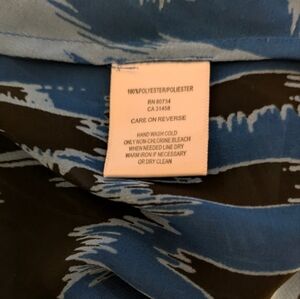 100%POLYESTER/POLIESTER
RN 80714
CA 31458
CARE ON REVERSE
HAND WASH COLD
ONLY NON CHLORINE BLEACH
WHEN NEEDED LINE DRY
WARM IRON IF NECESSARY
OR DRY CLEAN